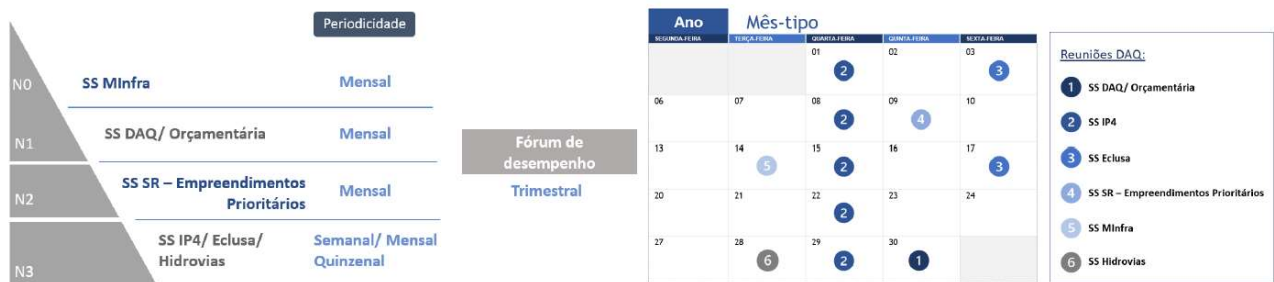 Periodicidade
N0
SS MInfra
Mensal
N1
SS DAQ/ Orçamentária
Mensal
N2
SS SR – Empreendimentos
Prioritários
Mensal
N3
SS IP4/ Eclusa/
Hidrovias
Semanal/ Mensal
Quinzenal
Fórum de
desempenho
Trimestral
Ano
Mês-tipo
SEGUNDA-FEIRA TERÇA-FEIRA QUARTA-FEIRA QUINTA-FEIRA SEXTA-FEIRA
01 02 03
2 3
06 07 08 09 10
2 4
13 14 15 16 17
5 2 3
20 21 22 23 24
2
27 28 29 30
6 2 1
Reuniões DAQ:
1 SS DAQ/ Orçamentária
2 SS IP4
3 SS Eclusa
4 SS SR – Empreendimentos Prioritários
5 SS MInfra
6 SS Hidrovias